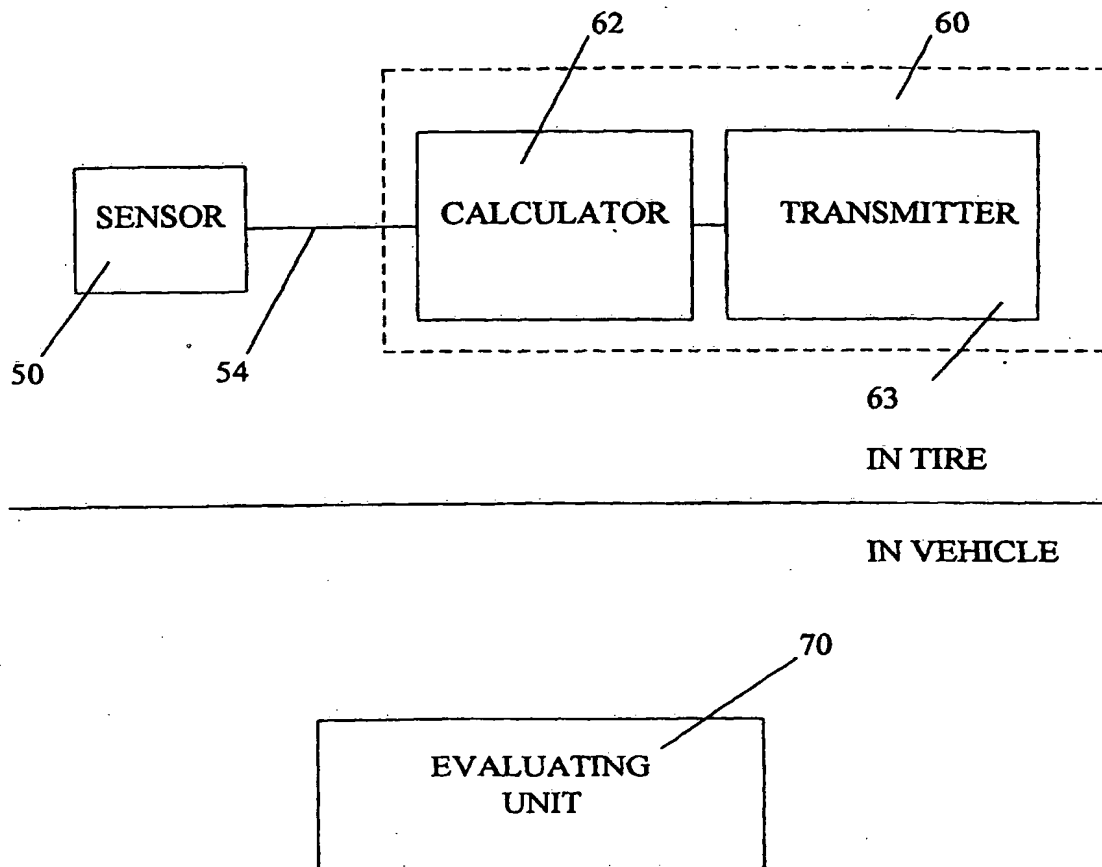 62
60
SENSOR
CALCULATOR
TRANSMITTER
50
54
63
IN TIRE
IN VEHICLE
70
EVALUATING
UNIT